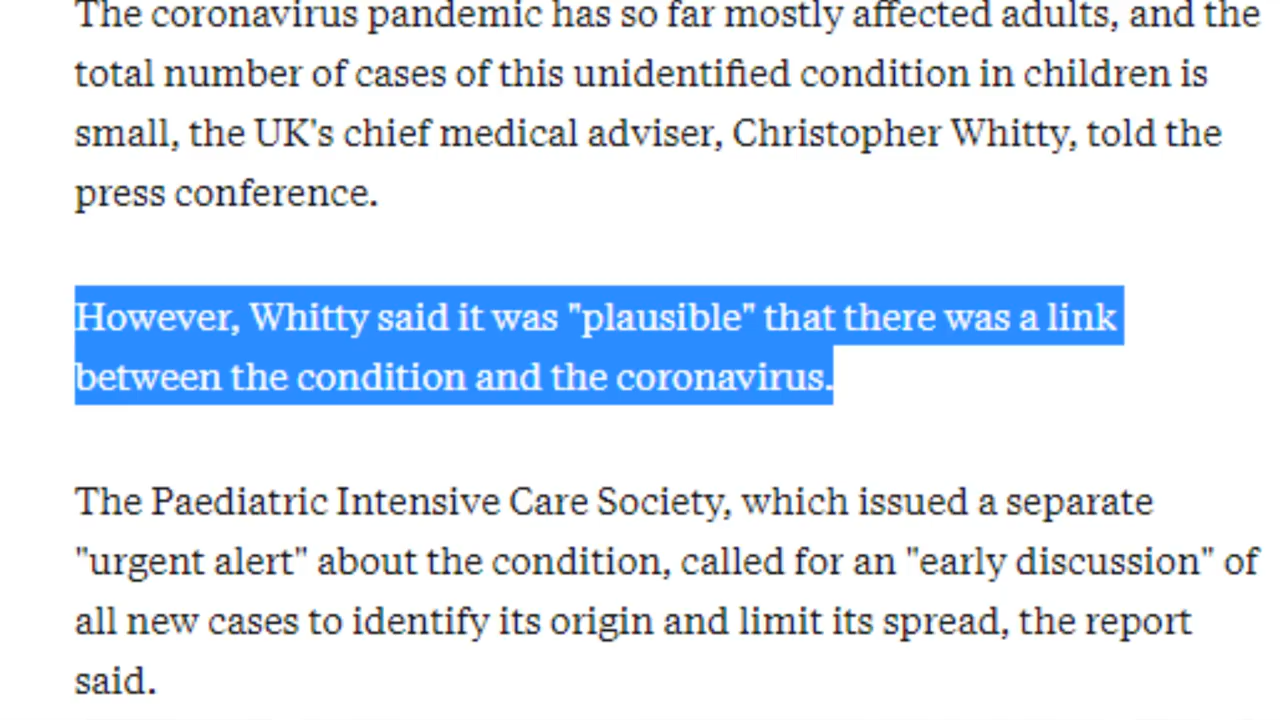 The coronavirus pandemic has so far mostly affected adults, and the
total number of cases of this unidentified condition in children is
small, the UK's chief medical adviser, Christopher Whitty, told the
press conference.
However, Whitty said it was "plausible" that there was a link
between the condition and the coronavirus.
The Paediatric Intensive Care Society, which issued a separate
"urgent alert" about the condition, called for an "early discussion" of
all new cases to identify its origin and limit its spread, the report
said.